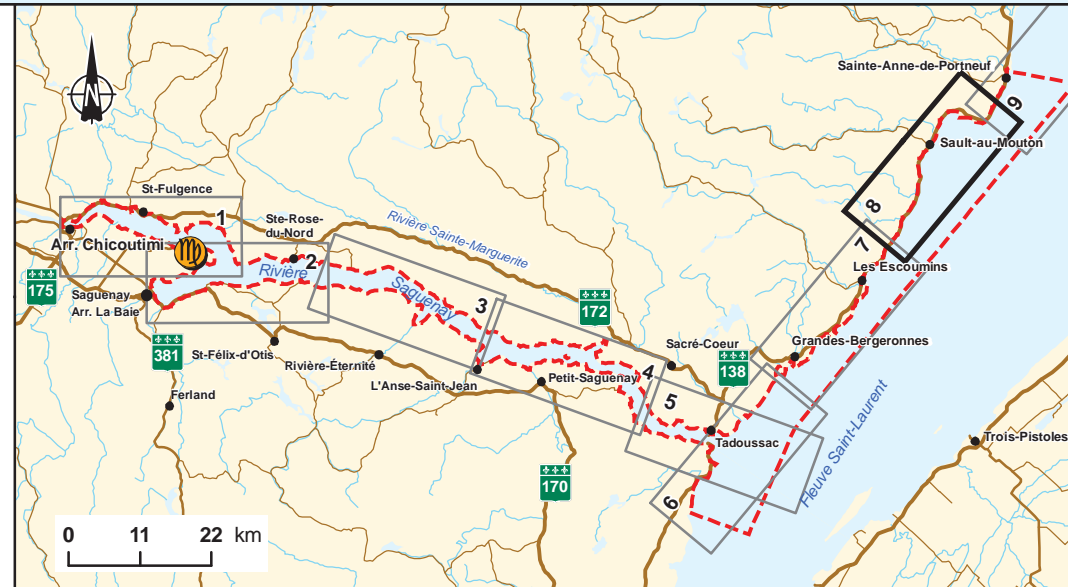 N
Sainte-Anne-de-Portneuf
9
Sault-au-Mouton
8
St-Fulgence
1
Ste-Rose-
du-Nord
Rivière Sainte-Marguerite
Arr. Chicoutimi
Rivière
2
Saguenay
7
Les Escoumins
175
Saguenay
Arr. La Baie
3
172
381
St-Félix-d'Otis
Rivière-Éternité
L'Anse-Saint-Jean
Petit-Saguenay
4
Sacré-Coeur
138
Grandes-Bergeronnes
5
Ferland
Tadoussac
Fleuve Saint-Laurent
Trois-Pistoles
170
6
0 11 22 km